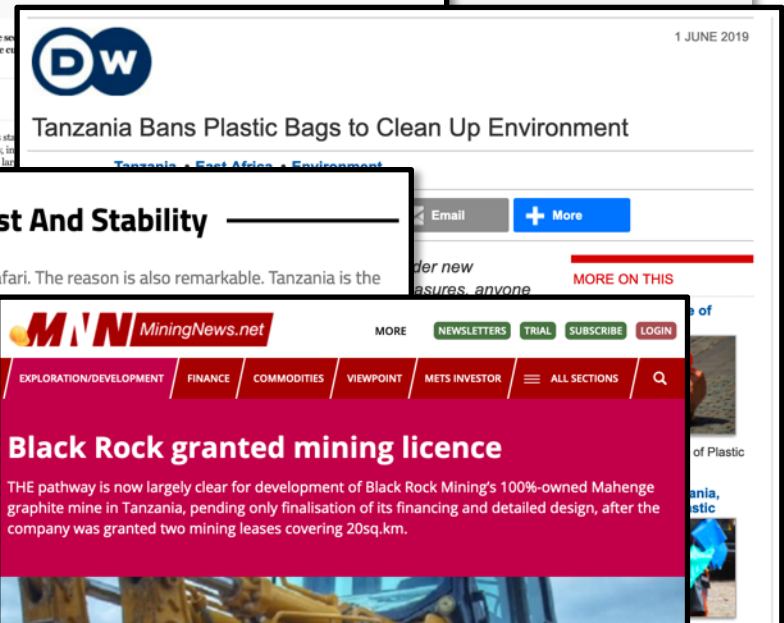 DW
1 JUNE 2019
Tanzania Bans Plastic Bags to Clean Up Environment
Tanzania • East Africa • Environment
Email
More
And Stability
der new
MORE ON THIS
afari. The reason is also remarkable. Tanzania is the
asures, anyone
of
MNN MiningNews.net
MORE
NEWSLETTERS
TRIAL
SUBSCRIBE
LOGIN
EXPLORATION/DEVELOPMENT
FINANCE
COMMODITIES
VIEWPOINT
METS INVESTOR
ALL SECTIONS
Black Rock granted mining licence
of Plastic
THE pathway is now largely clear for development of Black Rock Mining's 100%-owned Mahenge
graphite mine in Tanzania, pending only finalisation of its financing and detailed design, after the
company was granted two mining leases covering 20sq.km.
ania,
stic